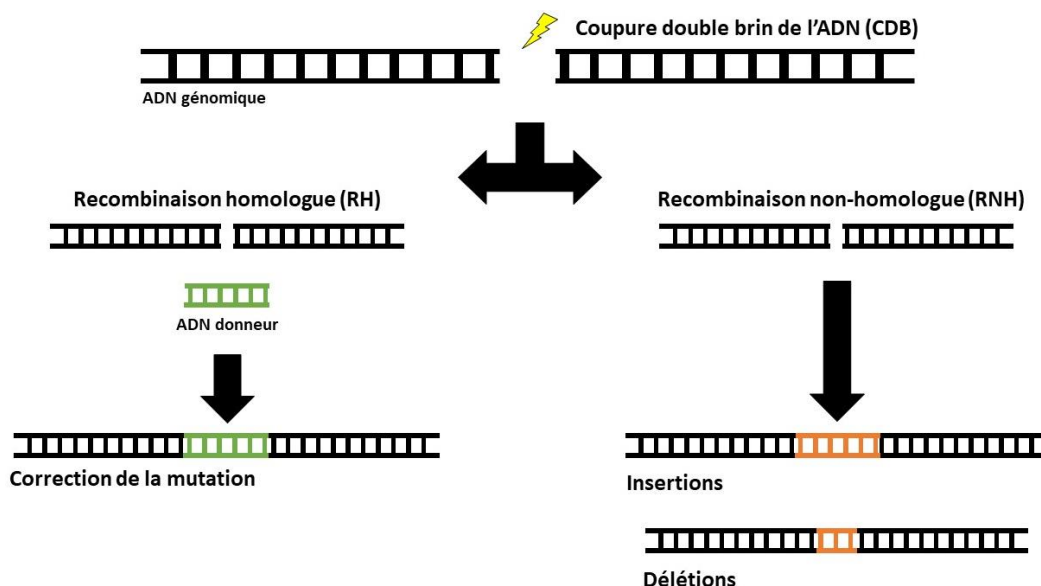 Coupure double brin de l'ADN (CDB)
ADN génomique
Recombinaison homologue (RH)
Recombinaison non-homologue (RNH)
ADN donneur
Correction de la mutation
Insertions
Délétions